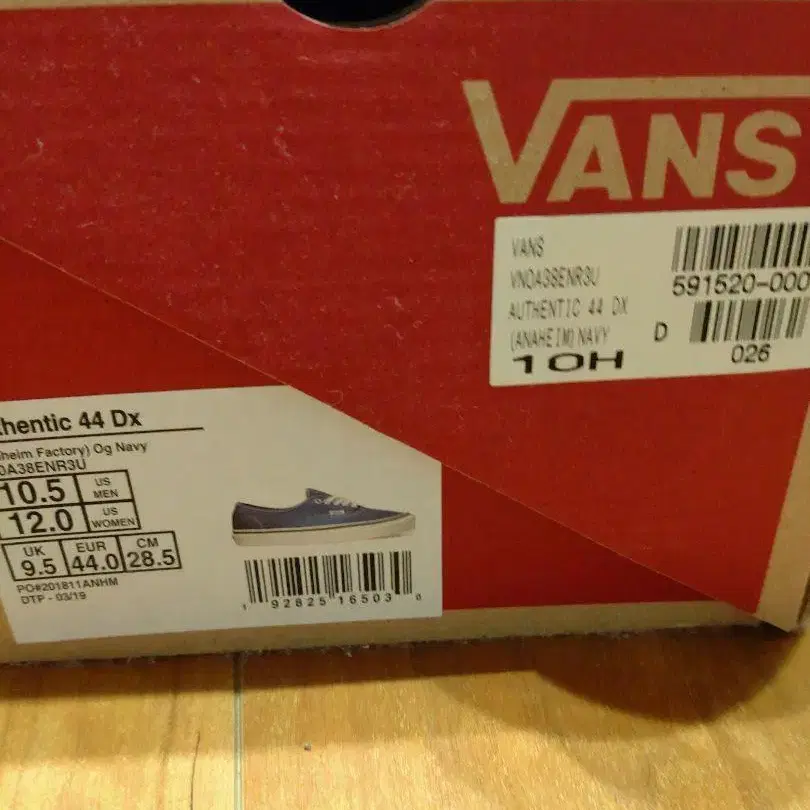 VANS
VANS
VN0A38ENR3U
AUTHENTIC 44 DX
(ANAHEIM) NAVY
10H
591520-000
D
026
thentic 44 Dx
heim Factory) Og Navy
0A38ENR3U
10.5 US MEN
12.0 US WOMEN
UK 9.5 EUR 44.0 CM 28.5
PO#201811ANHM
DTP - 03/19
1 92825 16503 0